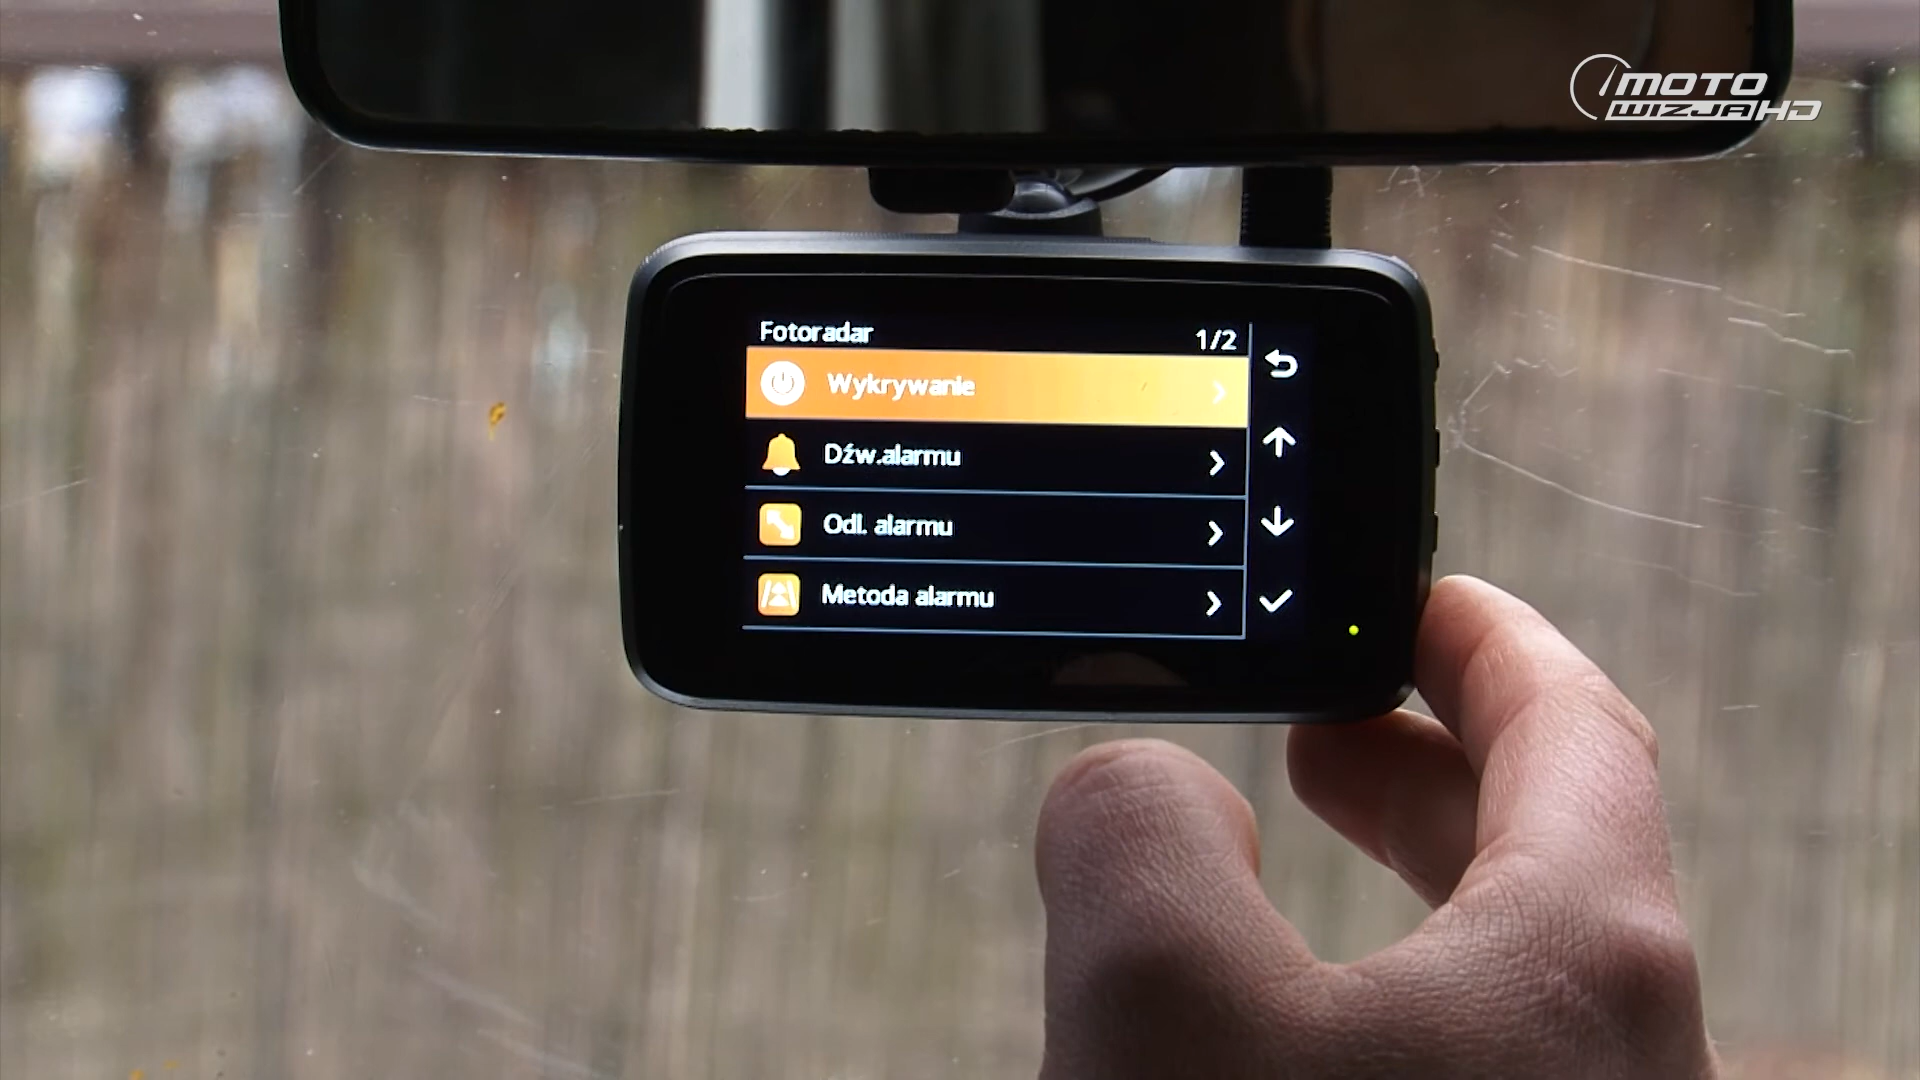 MOTO
WIZJA HD
Fotoradar
1/2
Wykrywanie
Dźw.alarmu
Odl. alarmu
Metoda alarmu